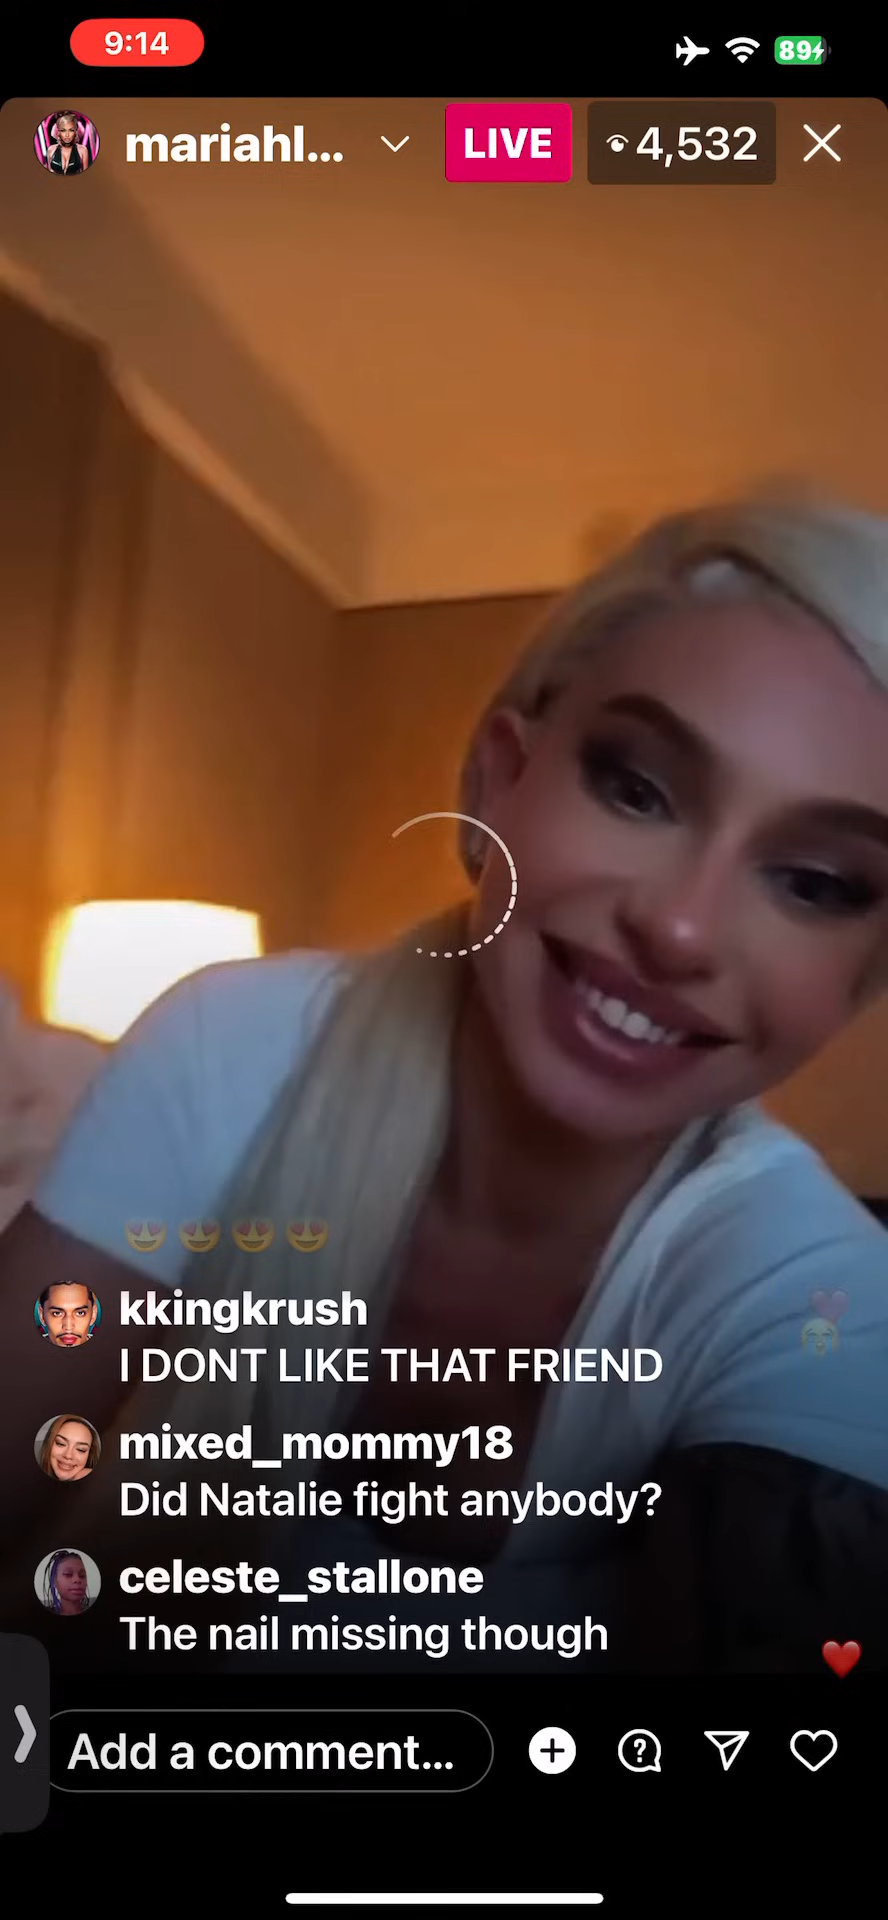 9:14
89
mariahl...
LIVE
4,532
😍😍😍😍
kkingkrush
I DONT LIKE THAT FRIEND
mixed_mommy18
Did Natalie fight anybody?
celeste_stallone
The nail missing though
Add a comment...